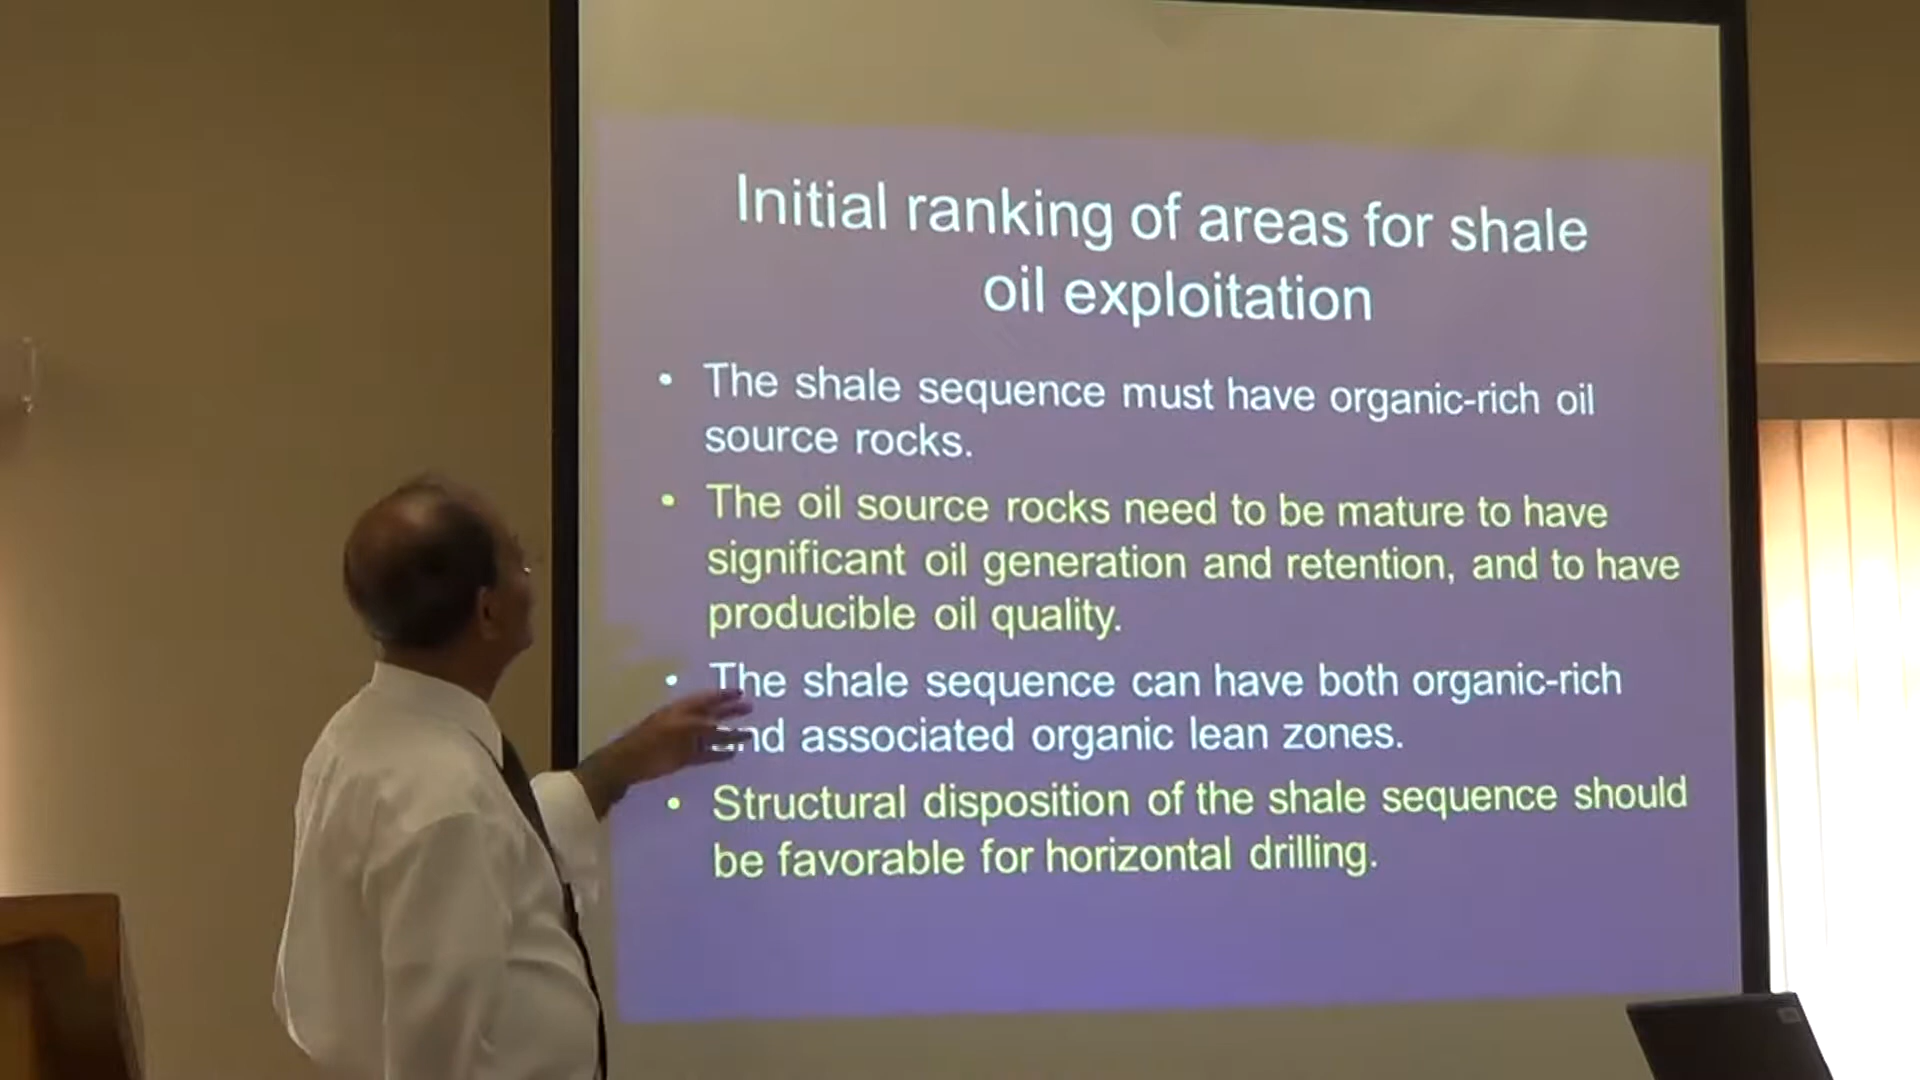 Initial ranking of areas for shale
oil exploitation
• The shale sequence must have organic-rich oil
source rocks.
• The oil source rocks need to be mature to have
significant oil generation and retention, and to have
producible oil quality.
• The shale sequence can have both organic-rich
and associated organic lean zones.
• Structural disposition of the shale sequence should
be favorable for horizontal drilling.